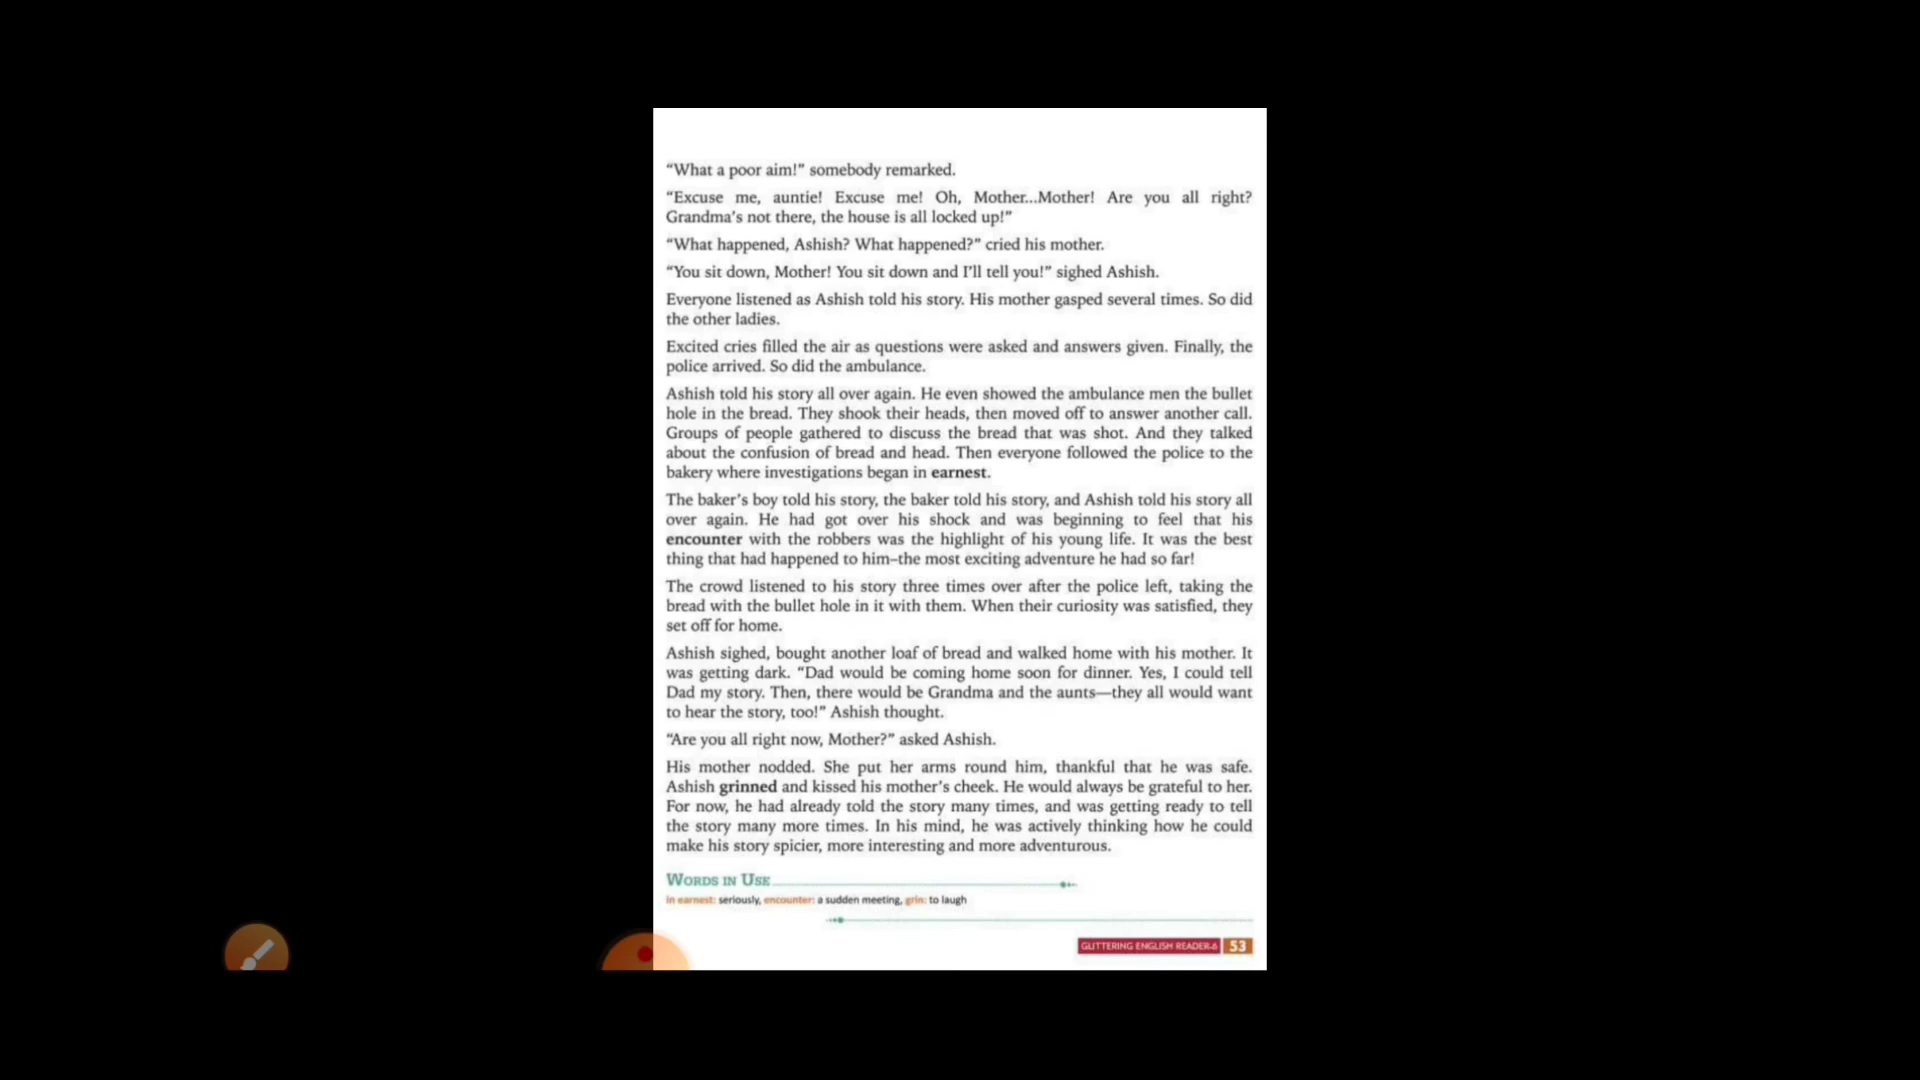 “What a poor aim!” somebody remarked.
“Excuse me, auntie! Excuse me! Oh, Mother...Mother! Are you all right?
Grandma’s not there, the house is all locked up!”
“What happened, Ashish? What happened?” cried his mother.
“You sit down, Mother! You sit down and I’ll tell you!” sighed Ashish.
Everyone listened as Ashish told his story. His mother gasped several times. So did
the other ladies.
Excited cries filled the air as questions were asked and answers given. Finally, the
police arrived. So did the ambulance.
Ashish told his story all over again. He even showed the ambulance men the bullet
hole in the bread. They shook their heads, then moved off to answer another call.
Groups of people gathered to discuss the bread that was shot. And they talked
about the confusion of bread and head. Then everyone followed the police to the
bakery where investigations began in earnest.
The baker’s boy told his story, the baker told his story, and Ashish told his story all
over again. He had got over his shock and was beginning to feel that his
encounter with the robbers was the highlight of his young life. It was the best
thing that had happened to him–the most exciting adventure he had so far!
The crowd listened to his story three times over after the police left, taking the
bread with the bullet hole in it with them. When their curiosity was satisfied, they
set off for home.
Ashish sighed, bought another loaf of bread and walked home with his mother. It
was getting dark. “Dad would be coming home soon for dinner. Yes, I could tell
Dad my story. Then, there would be Grandma and the aunts—they all would want
to hear the story, too!” Ashish thought.
“Are you all right now, Mother?” asked Ashish.
His mother nodded. She put her arms round him, thankful that he was safe.
Ashish grinned and kissed his mother’s cheek. He would always be grateful to her.
For now, he had already told the story many times, and was getting ready to tell
the story many more times. In his mind, he was actively thinking how he could
make his story spicier, more interesting and more adventurous.
WORDS IN USE
in earnest: seriously, encounter: a sudden meeting, grin: to laugh
GLITTERING ENGLISH READER-6 53